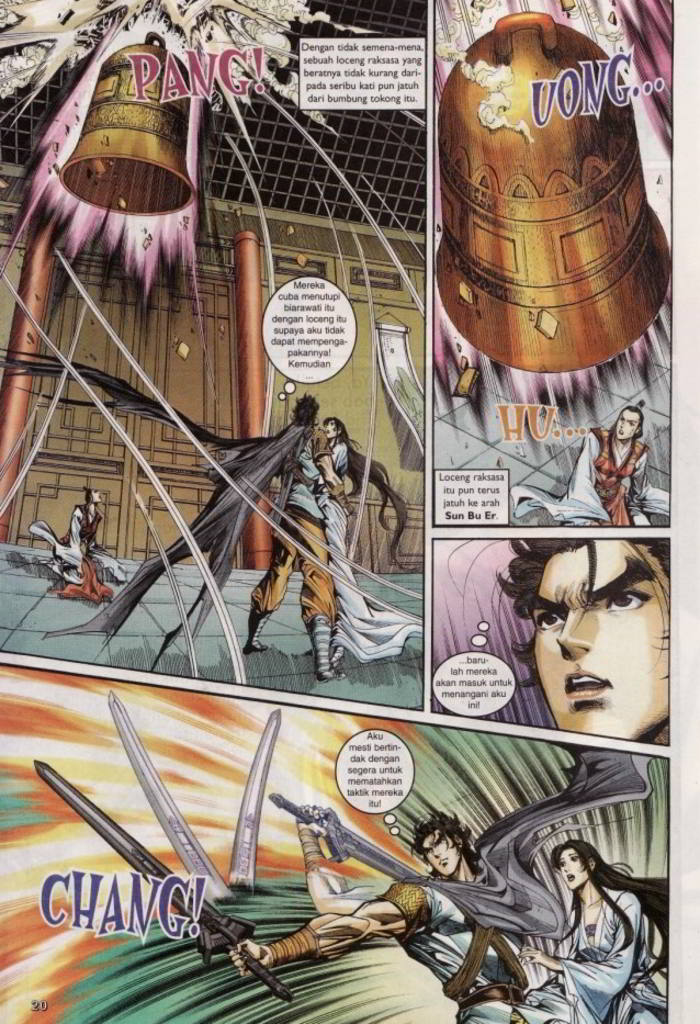 PANG!
Dengan tidak semena-mena,
sebuah loceng raksasa yang
beratnya tidak kurang dari-
pada seribu kati pun jatuh
dari bumbung tokong itu.
Mereka
cuba menutupi
biarawati itu
dengan loceng itu
supaya aku tidak
dapat mempenga-
pakannya!
Kemudian
...
UONG...
HU....
Loceng raksasa
itu pun terus
jatuh ke arah
Sun Bu Er.
...baru-
lah mereka
akan masuk untuk
menangani aku
ini!
Aku
mesti bertin-
dak dengan
segera untuk
mematahkan
taktik mereka
itu!
CHANG!
20